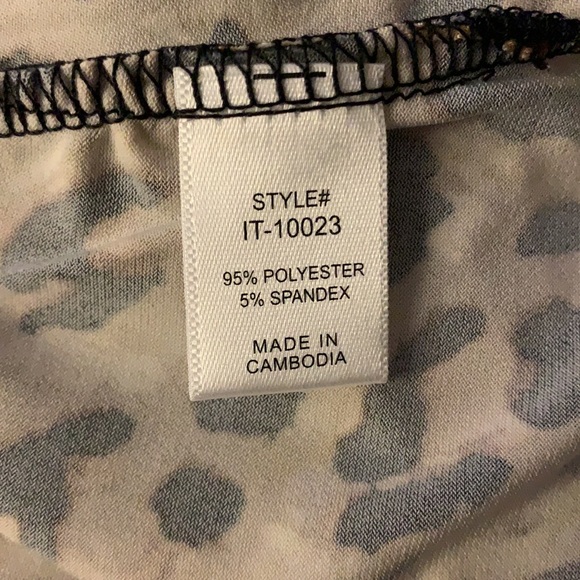 STYLE#
IT-10023
95% POLYESTER
5% SPANDEX
MADE IN
CAMBODIA